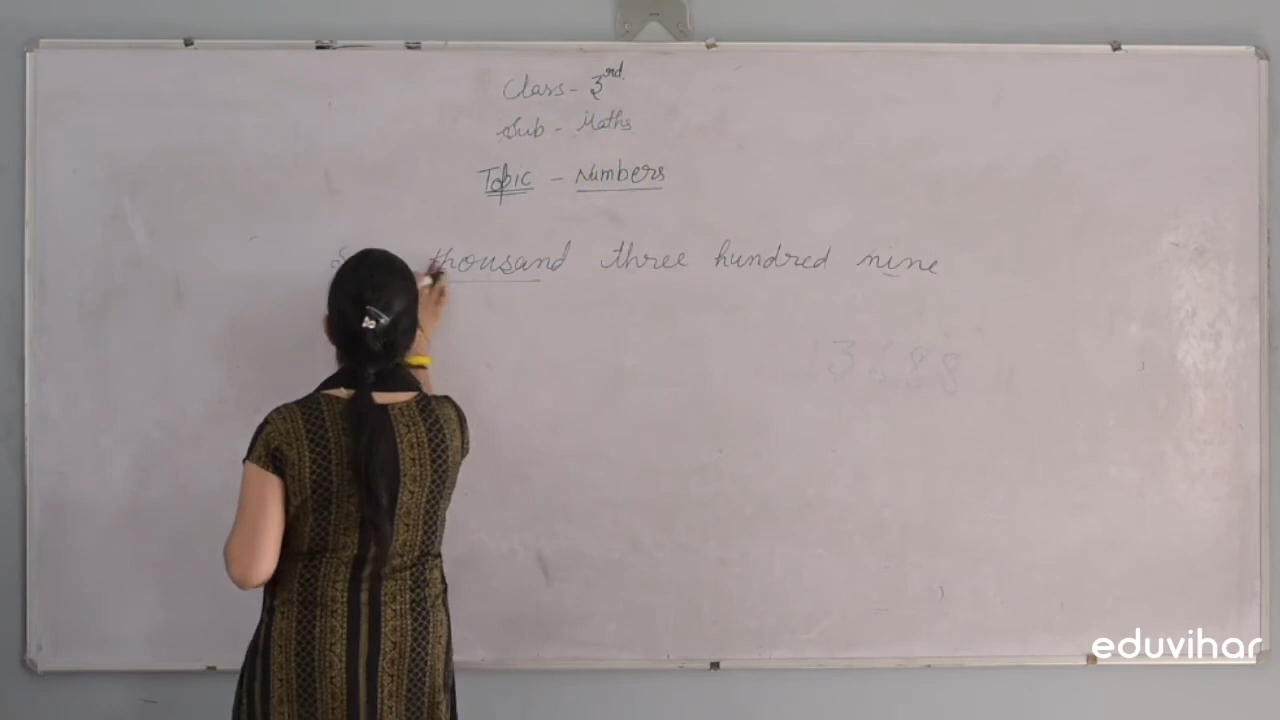 Class - 3rd.
Sub - Maths
Topic - Numbers
thousand three hundred nine
eduvihar